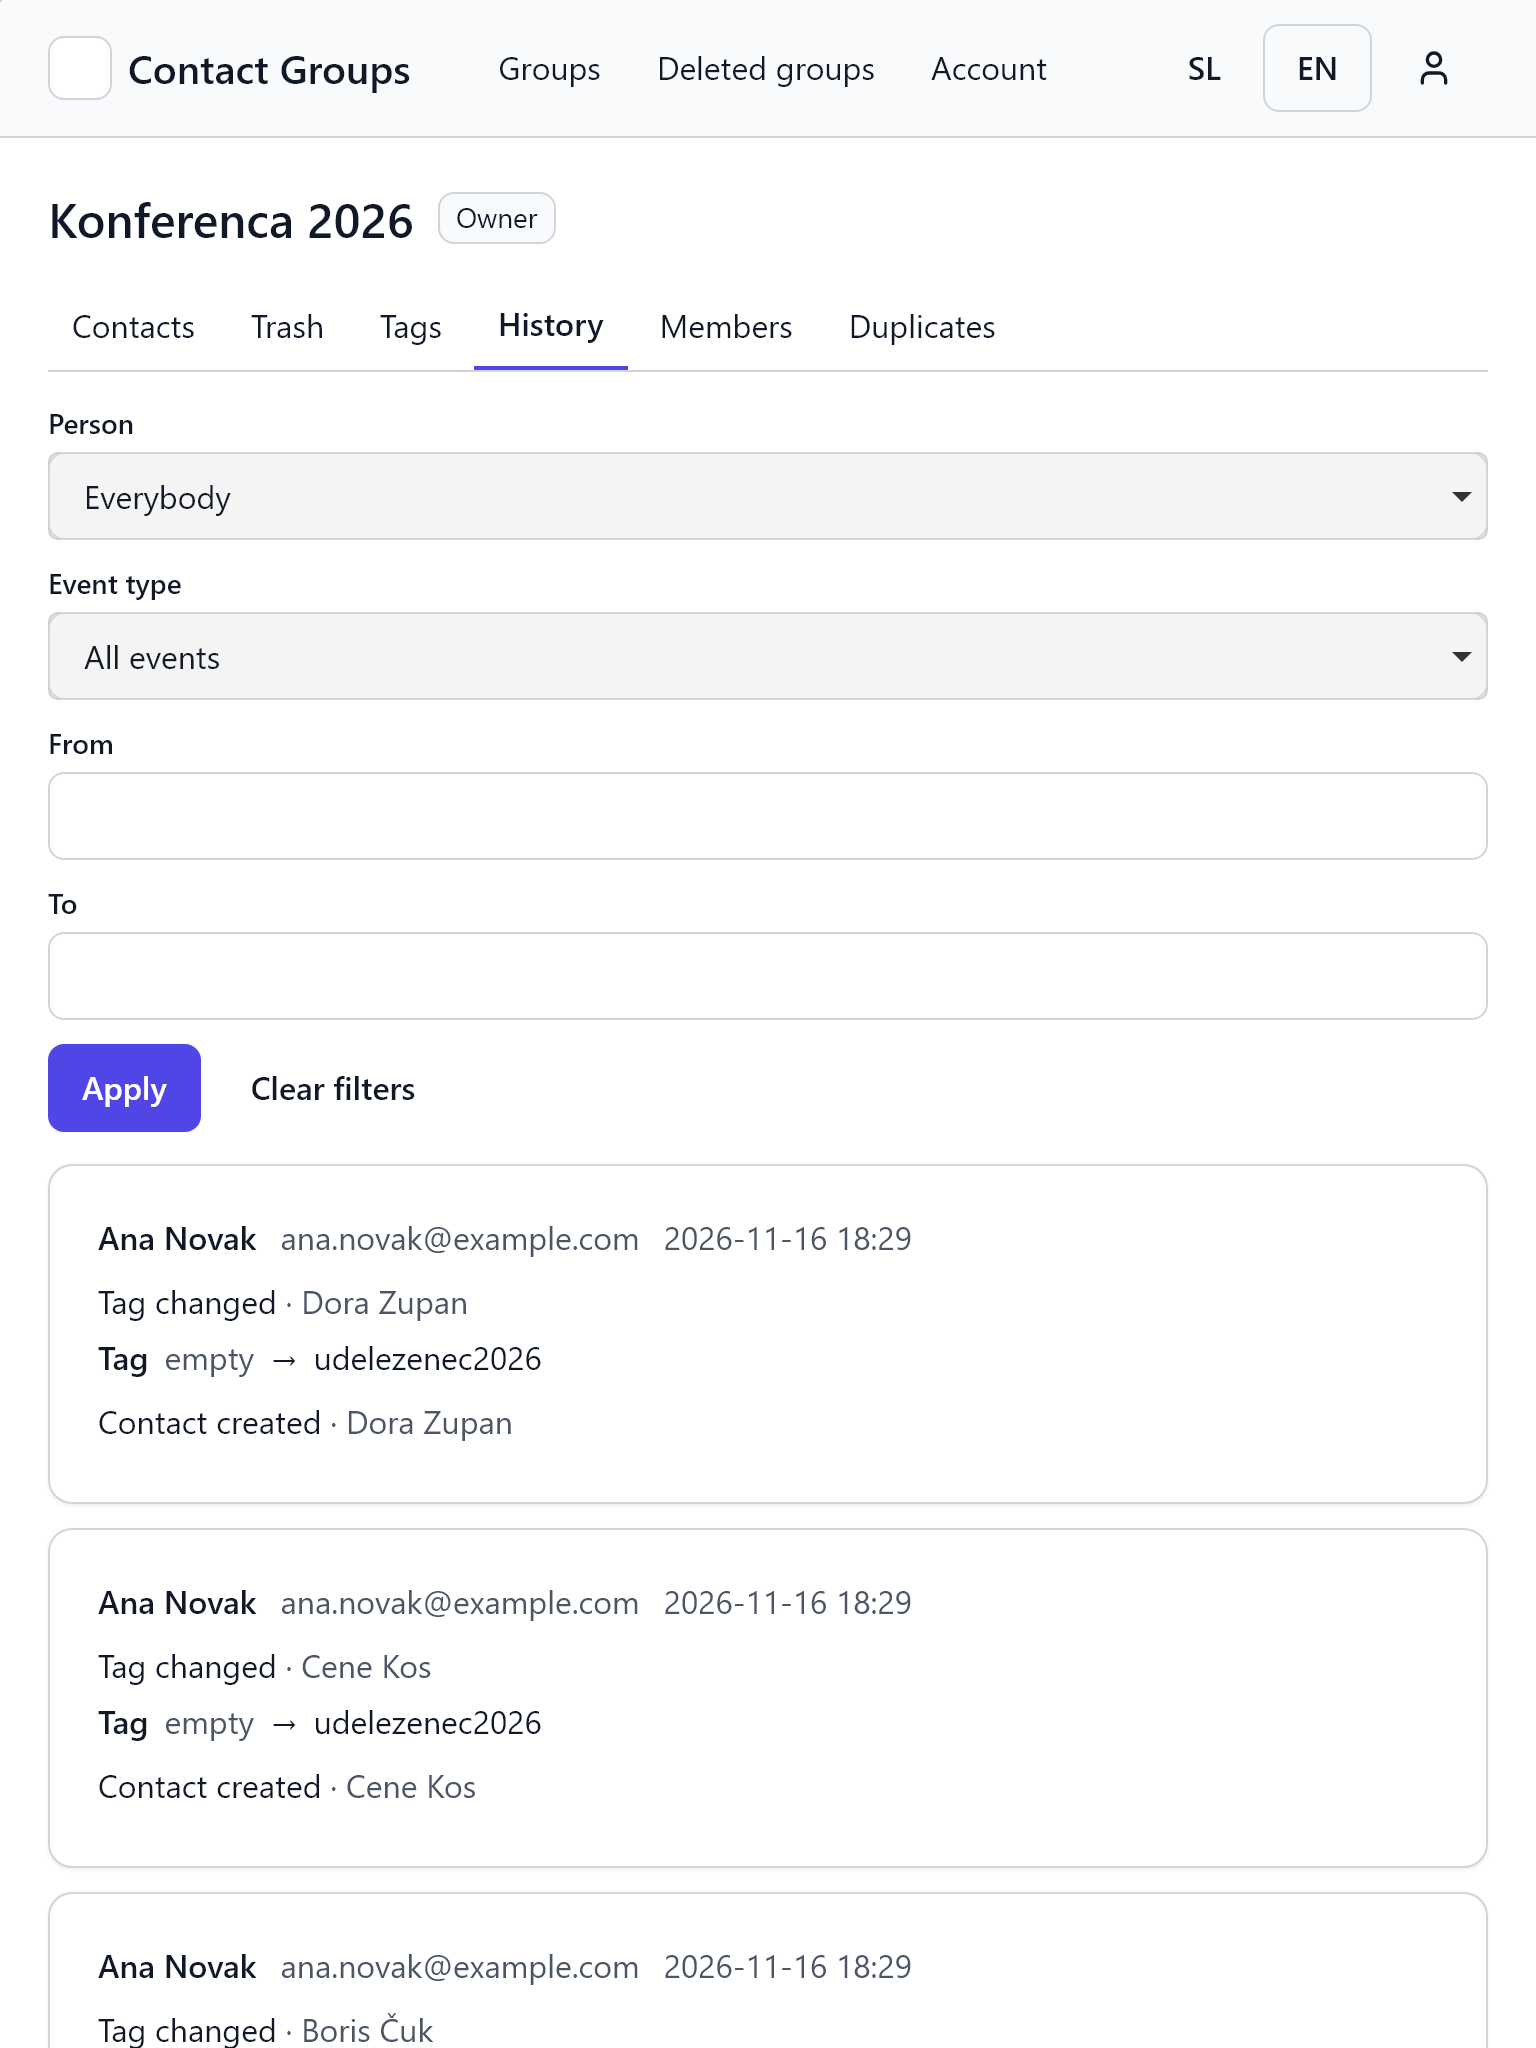 Contact Groups Groups Deleted groups Account SL EN
Konferenca 2026 Owner
Contacts Trash Tags History Members Duplicates
Person
Everybody
Event type
All events
From
To
Apply Clear filters
Ana Novak ana.novak@example.com 2026-11-16 18:29
Tag changed · Dora Zupan
Tag empty → udelezenec2026
Contact created · Dora Zupan
Ana Novak ana.novak@example.com 2026-11-16 18:29
Tag changed · Cene Kos
Tag empty → udelezenec2026
Contact created · Cene Kos
Ana Novak ana.novak@example.com 2026-11-16 18:29
Tag changed · Boris Čuk